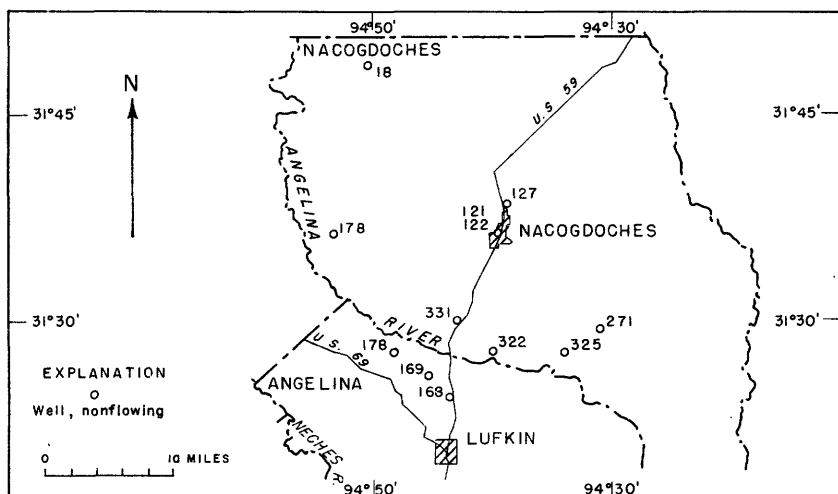 94°50' 94°30'
NACOGDOCHES
18
N
31°45' 31°45'
U.S. 59
ANGELINA
127
121
122
178 NACOGDOCHES
31°30' 31°30'
331
271
RIVER
178 322 325
U.S. 69
169
EXPLANATION
ANGELINA
168
Well, nonflowing
LUFKIN
NECHES R.
0 10 MILES
94°50' 94°30'